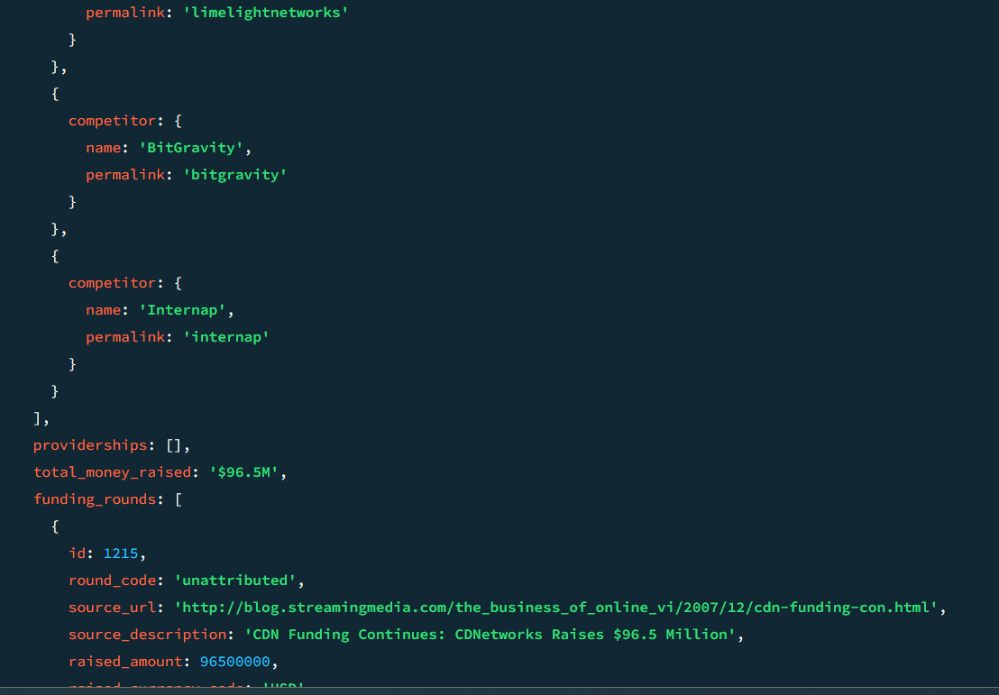 permalink: 'limelightnetworks'
}
},
{
competitor: {
name: 'BitGravity',
permalink: 'bitgravity'
}
},
{
competitor: {
name: 'Internap',
permalink: 'internap'
}
}
],
providerships: [],
total_money_raised: '$96.5M',
funding_rounds: [
{
id: 1215,
round_code: 'unattributed',
source_url: 'http://blog.streamingmedia.com/the_business_of_online_vi/2007/12/cdn-funding-con.html',
source_description: 'CDN Funding Continues: CDNetworks Raises $96.5 Million',
raised_amount: 96500000,
raised_currency_code: 'USD'